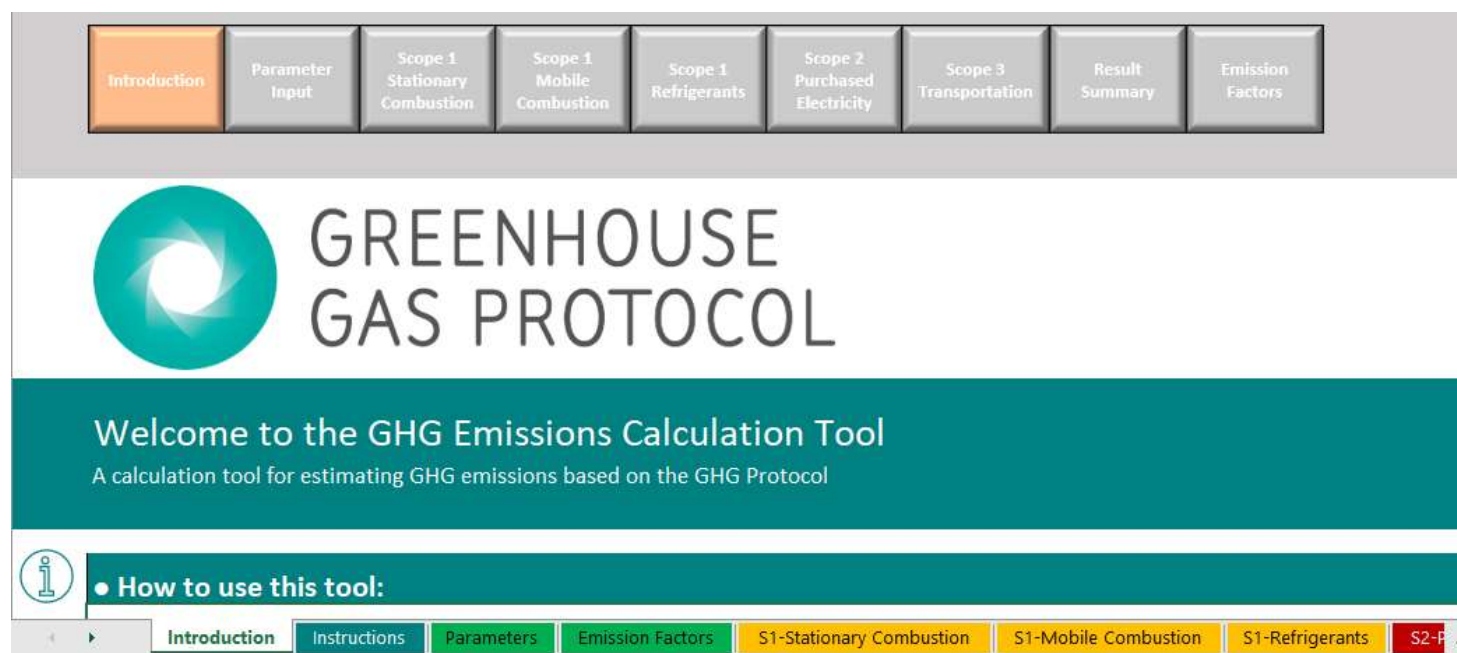 Introduction
Parameter
Input
Scope 1
Stationary
Combustion
Scope 1
Mobile
Combustion
Scope 1
Refrigerants
Scope 2
Purchased
Electricity
Scope 3
Transportation
Result
Summary
Emission
Factors
GREENHOUSE
GAS PROTOCOL
Welcome to the GHG Emissions Calculation Tool
A calculation tool for estimating GHG emissions based on the GHG Protocol
● How to use this tool:
Introduction Instructions Parameters Emission Factors S1-Stationary Combustion S1-Mobile Combustion S1-Refrigerants S2-P